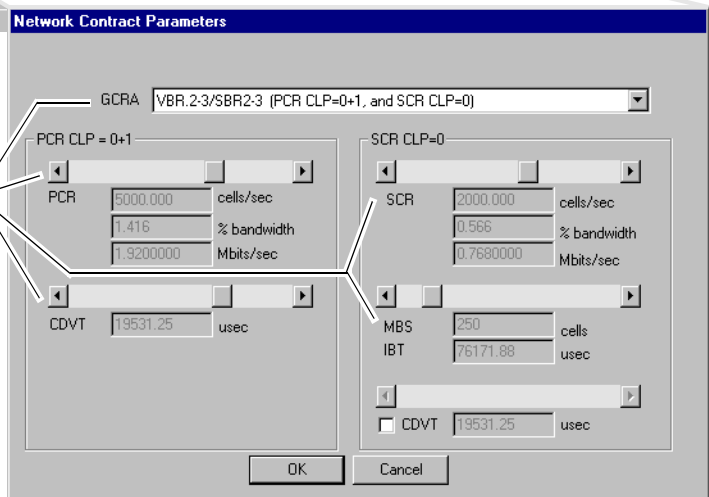 Network Contract Parameters
GCRA VBR.2-3/SBR2-3 (PCR CLP=0+1, and SCR CLP=0)
PCR CLP = 0+1
PCR 5000.000 cells/sec
1.416 % bandwidth
1.9200000 Mbits/sec
CDVT 19531.25 usec
SCR CLP=0
SCR 2000.000 cells/sec
0.566 % bandwidth
0.7680000 Mbits/sec
MBS 250 cells
IBT 76171.88 usec
CDVT 19531.25 usec
OK Cancel